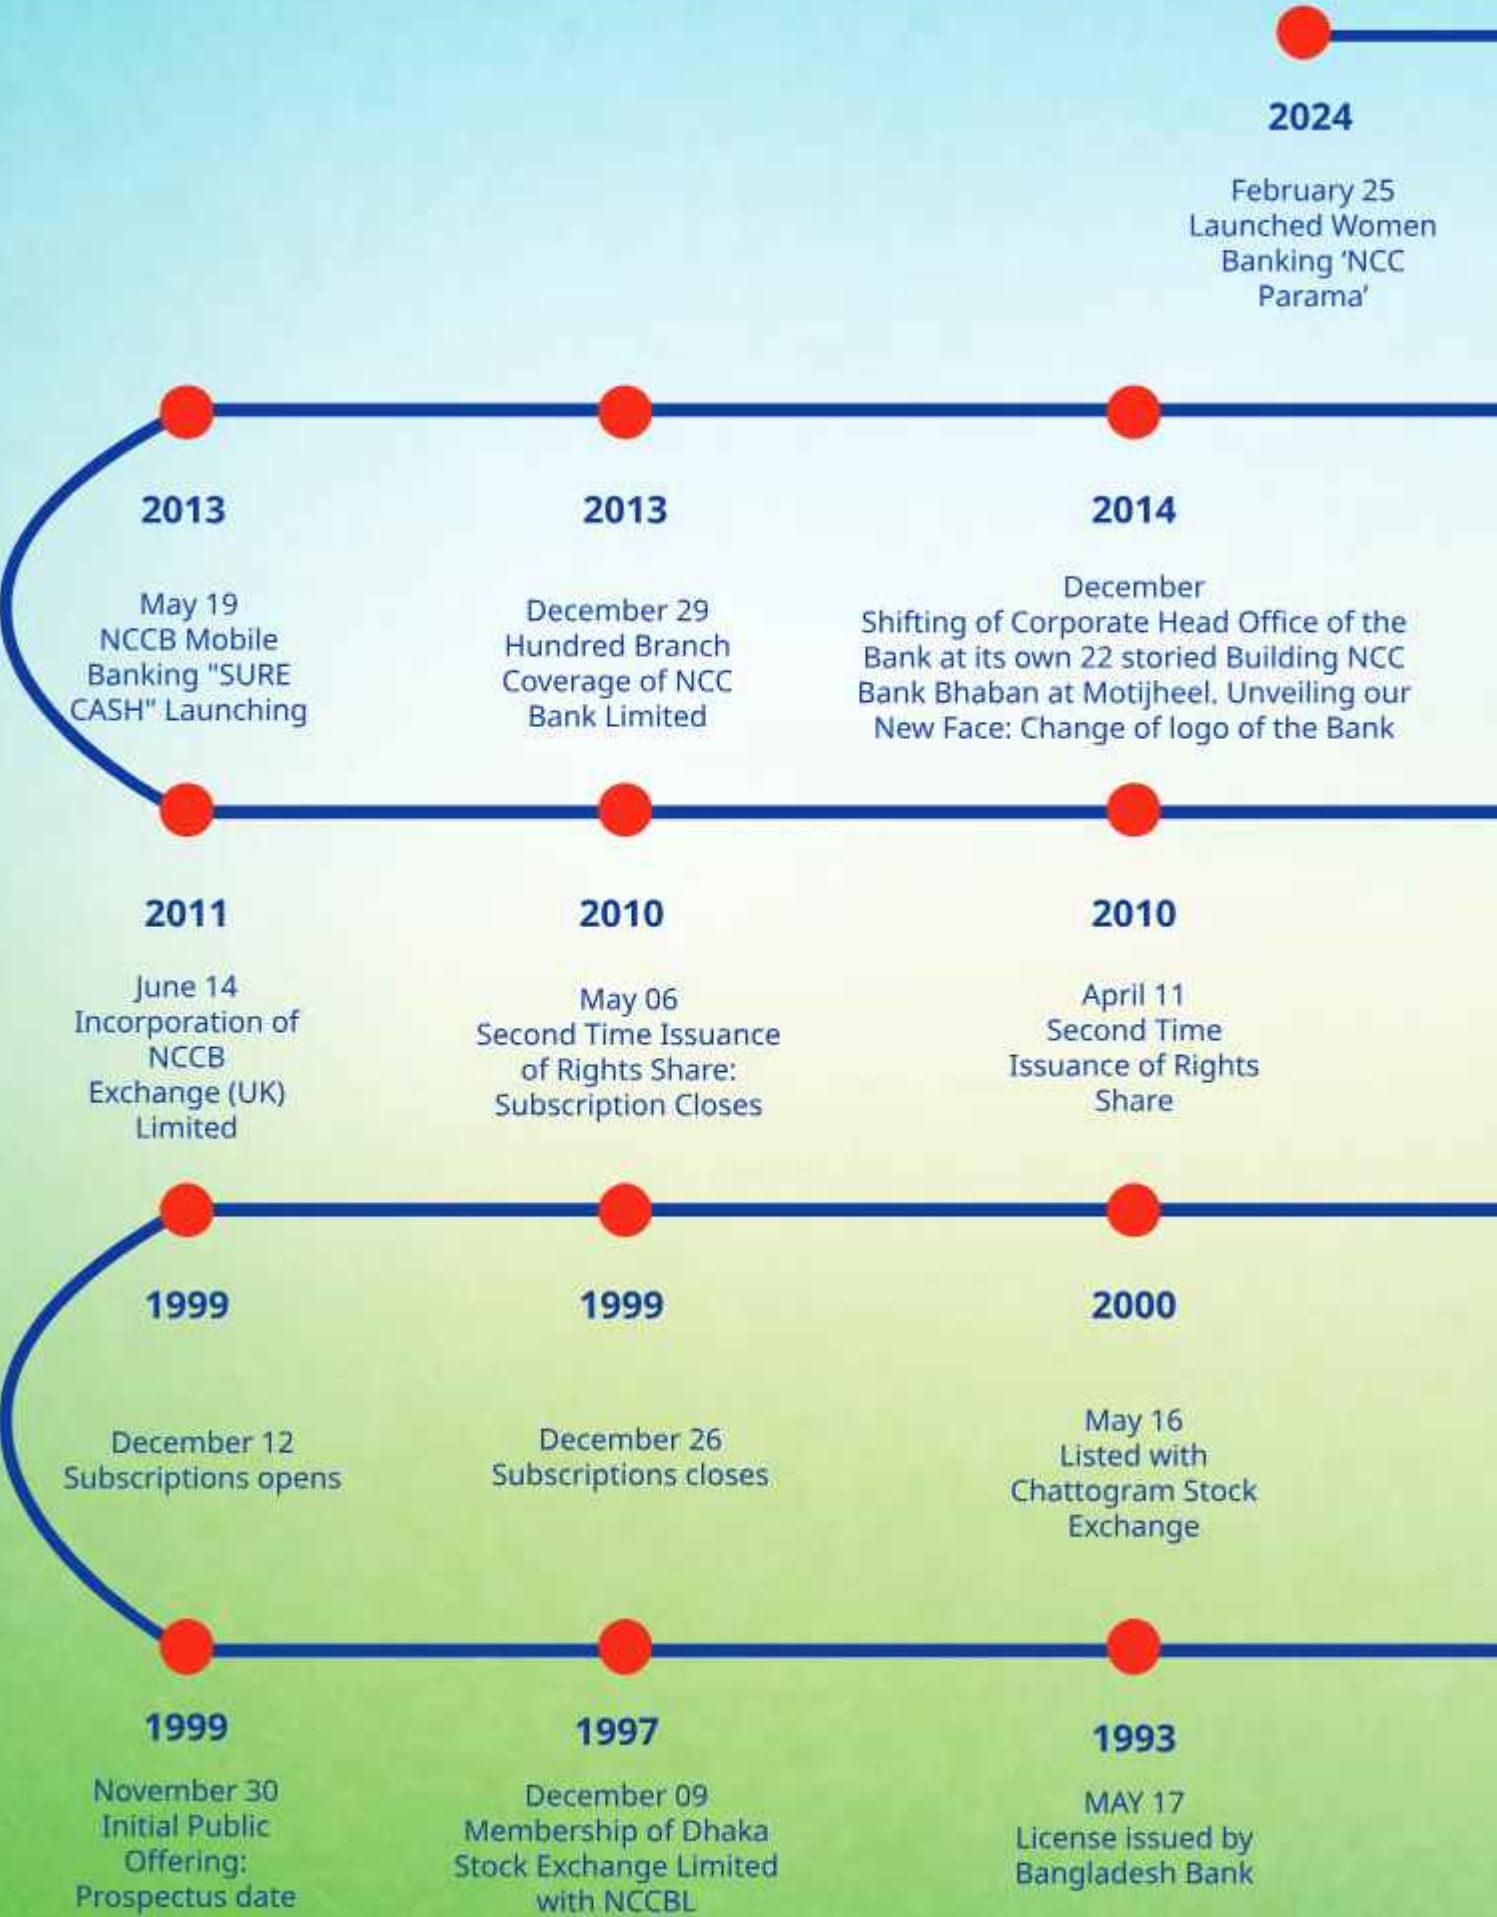 2024
February 25
Launched Women
Banking ‘NCC
Parama’
2013
May 19
NCCB Mobile
Banking "SURE
CASH" Launching
2013
December 29
Hundred Branch
Coverage of NCC
Bank Limited
2014
December
Shifting of Corporate Head Office of the
Bank at its own 22 storied Building NCC
Bank Bhaban at Motijheel. Unveiling our
New Face: Change of logo of the Bank
2011
June 14
Incorporation of
NCCB
Exchange (UK)
Limited
2010
May 06
Second Time Issuance
of Rights Share:
Subscription Closes
2010
April 11
Second Time
Issuance of Rights
Share
1999
December 12
Subscriptions opens
1999
December 26
Subscriptions closes
2000
May 16
Listed with
Chattogram Stock
Exchange
1999
November 30
Initial Public
Offering:
Prospectus date
1997
December 09
Membership of Dhaka
Stock Exchange Limited
with NCCBL
1993
MAY 17
License issued by
Bangladesh Bank